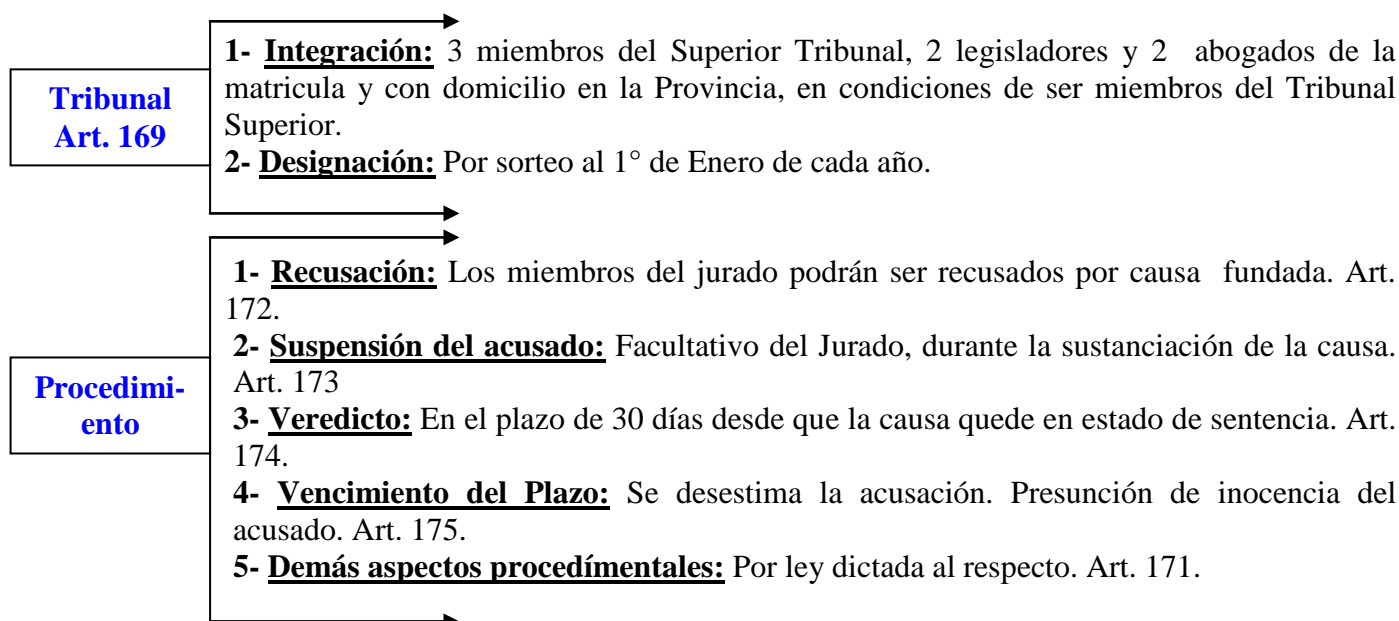 1- Integración: 3 miembros del Superior Tribunal, 2 legisladores y 2 abogados de la
matricula y con domicilio en la Provincia, en condiciones de ser miembros del Tribunal
Superior.
2- Designación: Por sorteo al 1° de Enero de cada año.
Tribunal
Art. 169
1- Recusación: Los miembros del jurado podrán ser recusados por causa fundada. Art.
172.
2- Suspensión del acusado: Facultativo del Jurado, durante la sustanciación de la causa.
Art. 173
3- Veredicto: En el plazo de 30 días desde que la causa quede en estado de sentencia. Art.
174.
4- Vencimiento del Plazo: Se desestima la acusación. Presunción de inocencia del
acusado. Art. 175.
5- Demás aspectos procedímentales: Por ley dictada al respecto. Art. 171.
Procedimi-
ento